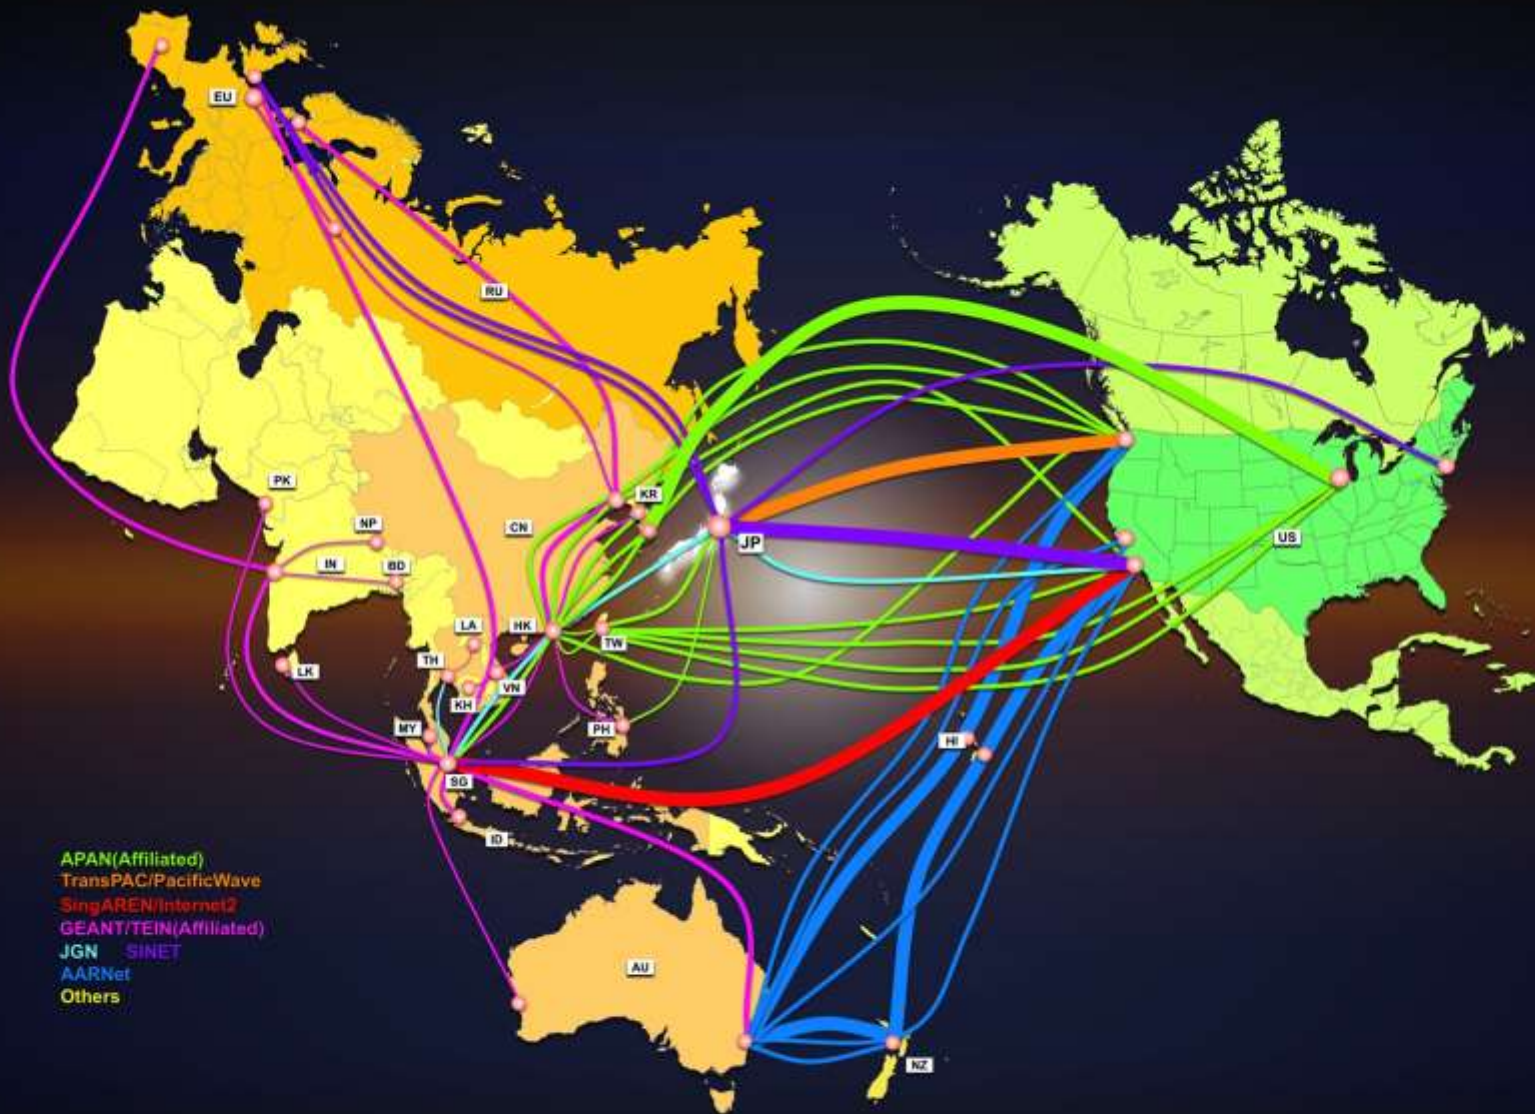 EU
RU
PK
KR
NP
CN
JP
US
IN
BD
LA
HK
TW
TH
LK
VN
KH
MY
PH
HI
SG
ID
APAN(Affiliated)
TransPAC/PacificWave
SingAREN/Internet2
GEANT/TEIN(Affiliated)
JGN SINET
AARNet
Others
AU
NZ